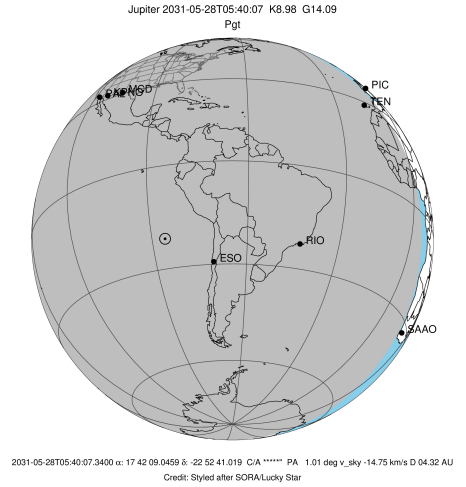 Jupiter 2031-05-28T05:40:07 K8.98 G14.09
Pgt
PIC
TEN
MCD
ESO
RIO
SAAO
2031-05-28T05:40:07.3400 α: 17 42 09.0459 δ: -22 52 41.019 C/A *****" PA 1.01 deg v_sky -14.75 km/s D 04.32 AU
Credit: Styled after SORA/Lucky Star